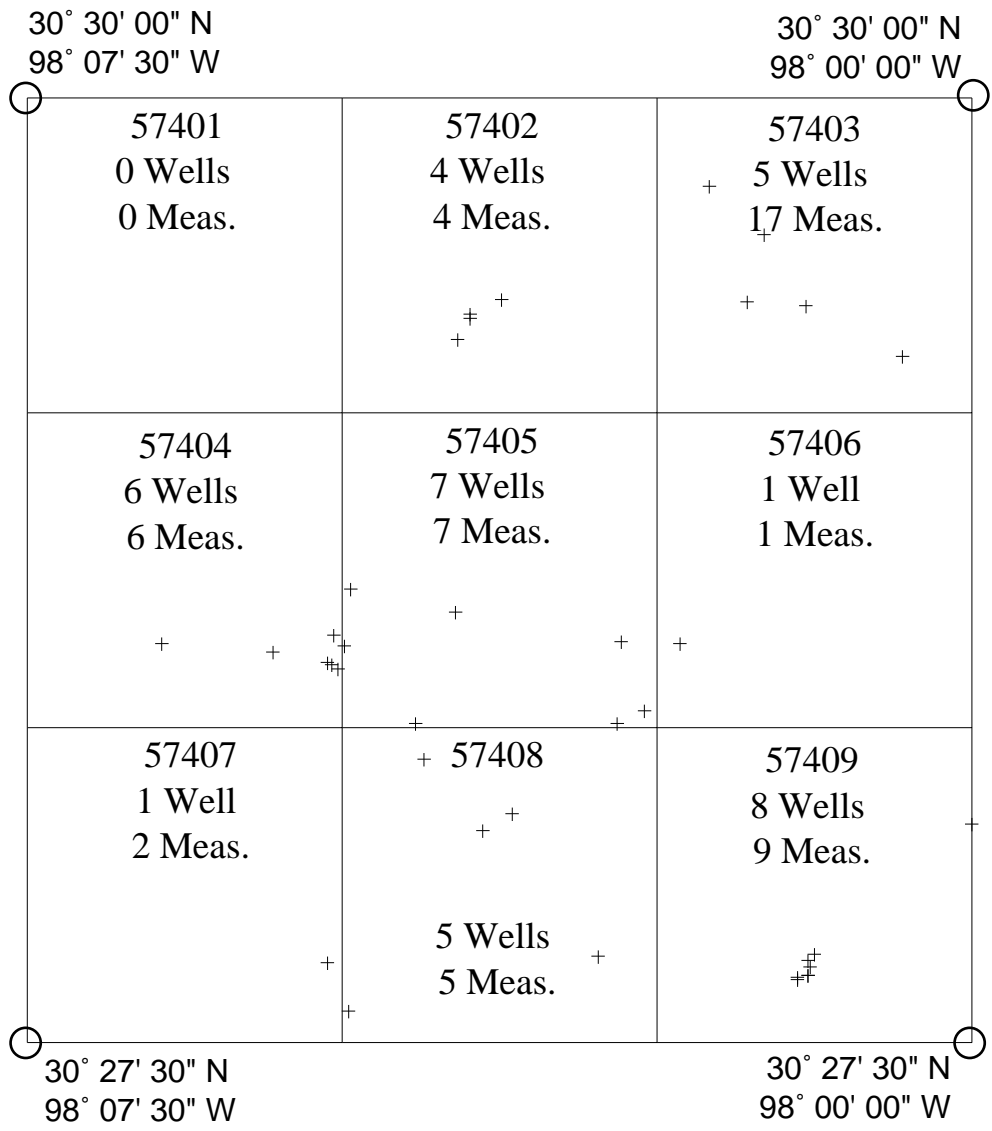 30˚ 30' 00" N
98˚ 07' 30" W
30˚ 30' 00" N
98˚ 00' 00" W
57401
0 Wells
0 Meas.
57402
4 Wells
4 Meas.
57403
5 Wells
17 Meas.
57404
6 Wells
6 Meas.
57405
7 Wells
7 Meas.
57406
1 Well
1 Meas.
57407
1 Well
2 Meas.
57408
5 Wells
5 Meas.
57409
8 Wells
9 Meas.
30˚ 27' 30" N
98˚ 07' 30" W
30˚ 27' 30" N
98˚ 00' 00" W